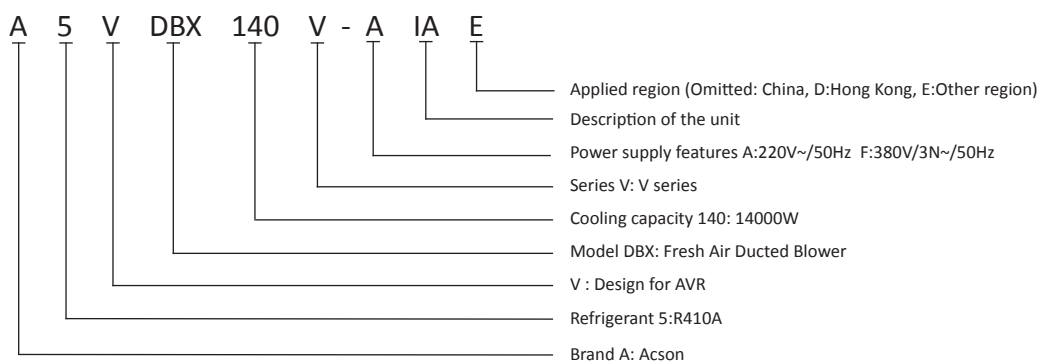 A 5 V DBX 140 V - A IA E
Applied region (Omitted: China, D:Hong Kong, E:Other region)
Description of the unit
Power supply features A:220V~/50Hz F:380V/3N~/50Hz
Series V: V series
Cooling capacity 140: 14000W
Model DBX: Fresh Air Ducted Blower
V : Design for AVR
Refrigerant 5:R410A
Brand A: Acson